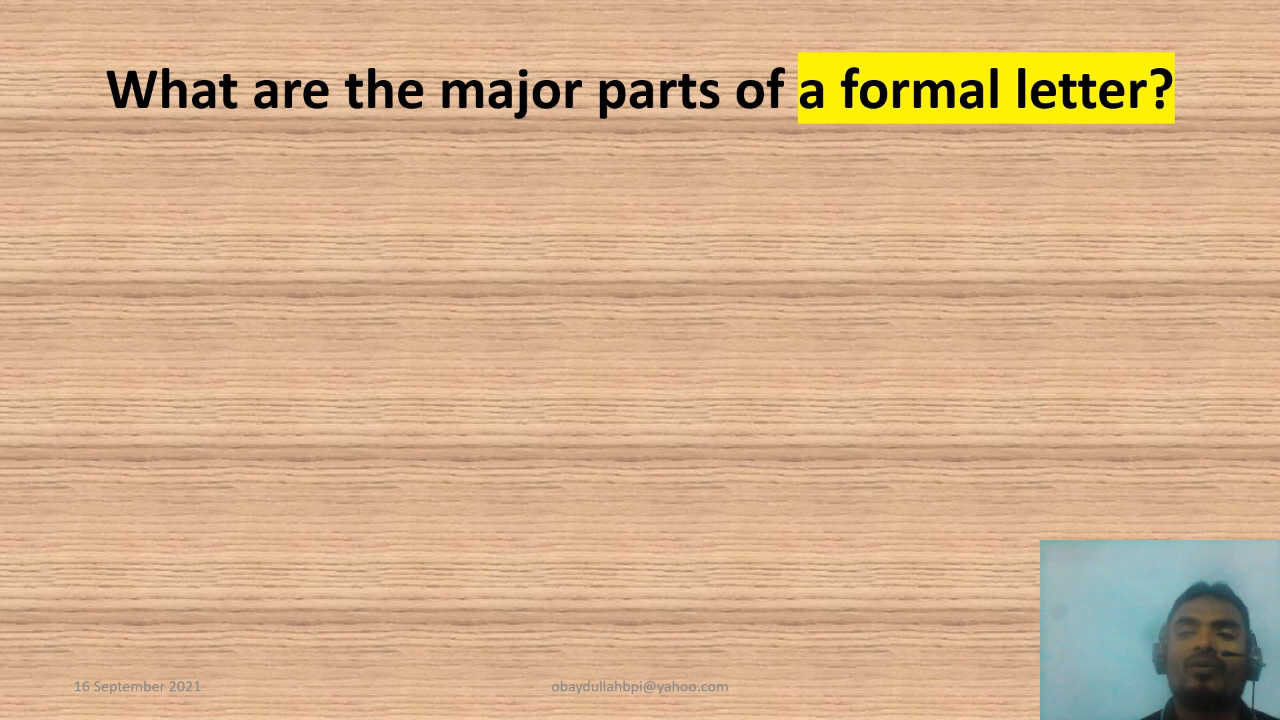 What are the major parts of a formal letter?
16 September 2021
obaydullahbpi@yahoo.com